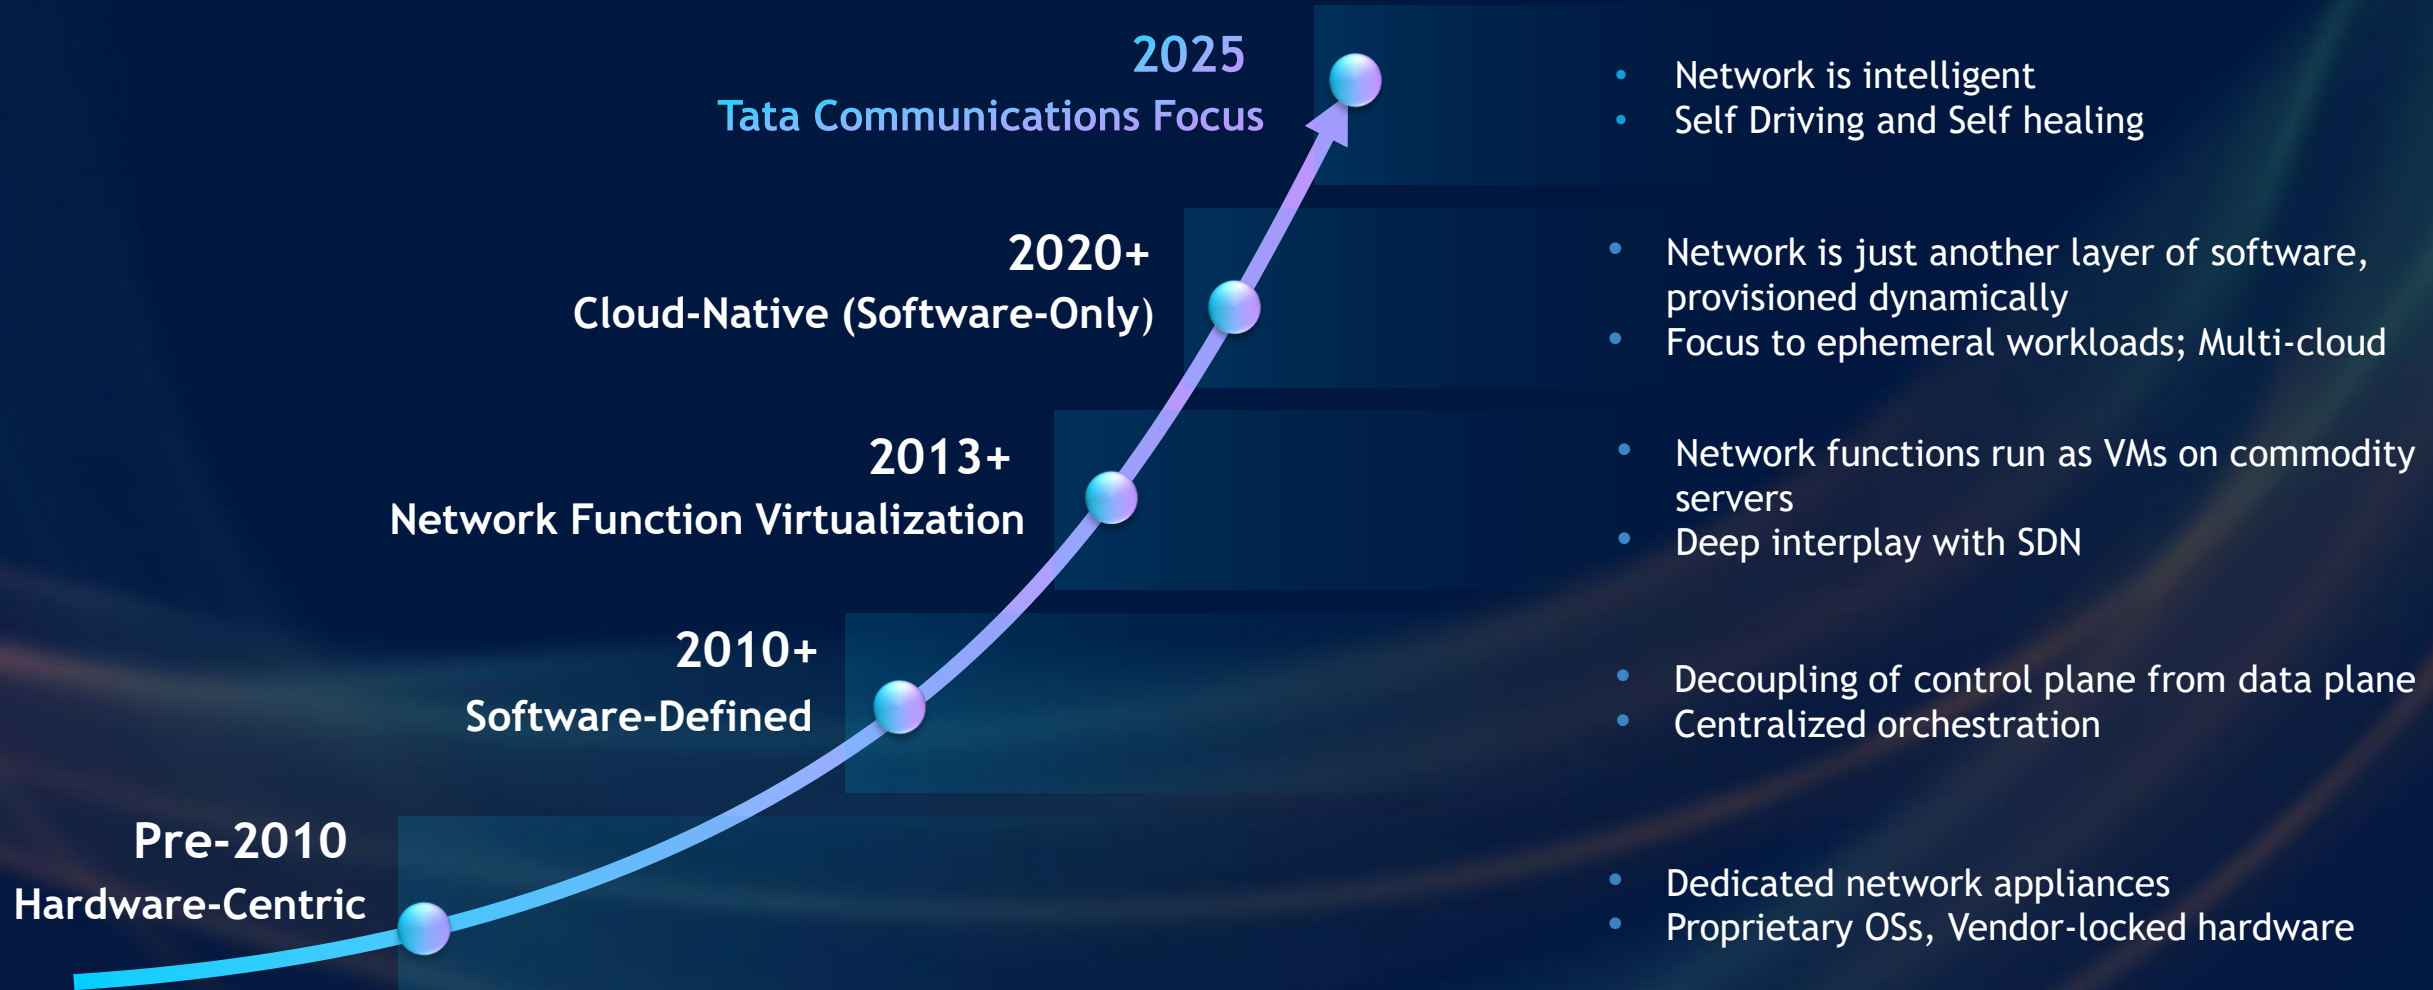 2025
Tata Communications Focus
• Network is intelligent
• Self Driving and Self healing
2020+
Cloud-Native (Software-Only)
• Network is just another layer of software,
provisioned dynamically
• Focus to ephemeral workloads; Multi-cloud
2013+
Network Function Virtualization
• Network functions run as VMs on commodity
servers
• Deep interplay with SDN
2010+
Software-Defined
• Decoupling of control plane from data plane
• Centralized orchestration
Pre-2010
Hardware-Centric
• Dedicated network appliances
• Proprietary OSs, Vendor-locked hardware